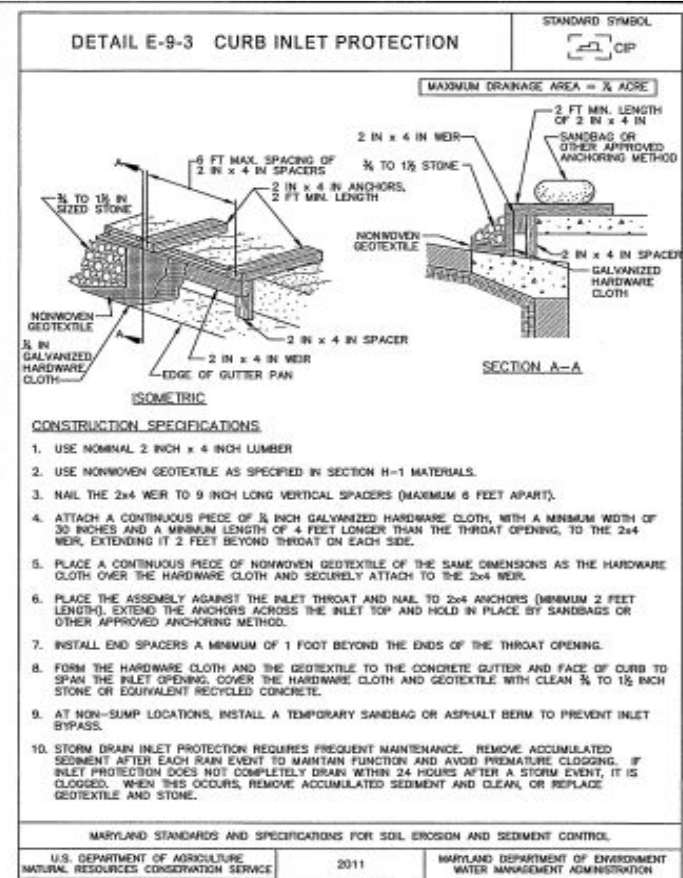 DETAIL E-9-3 CURB INLET PROTECTION
STANDARD SYMBOL
CIP
MAXIMUM DRAINAGE AREA = ¼ ACRE
6 FT MAX. SPACING OF
2 IN x 4 IN SPACERS
2 IN x 4 IN ANCHORS,
2 FT MIN. LENGTH
A
¾ TO 1½ IN
SIZED STONE
NONWOVEN
GEOTEXTILE
A
IN
GALVANIZED
HARDWARE
CLOTH
2 IN x 4 IN SPACER
2 IN x 4 IN WEIR
EDGE OF GUTTER PAN
ISOMETRIC
2 FT MIN. LENGTH
OF 2 IN x 4 IN
2 IN x 4 IN WEIR
SANDBAG OR
OTHER APPROVED
ANCHORING METHOD
¾ TO 1½ STONE
NONWOVEN
GEOTEXTILE
2 IN x 4 IN SPACER
GALVANIZED
HARDWARE
CLOTH
SECTION A-A
CONSTRUCTION SPECIFICATIONS
1. USE NOMINAL 2 INCH x 4 INCH LUMBER
2. USE NONWOVEN GEOTEXTILE AS SPECIFIED IN SECTION H-1 MATERIALS.
3. NAIL THE 2x4 WEIR TO 9 INCH LONG VERTICAL SPACERS (MAXIMUM 6 FEET APART).
4. ATTACH A CONTINUOUS PIECE OF INCH GALVANIZED HARDWARE CLOTH, WITH A MINIMUM WIDTH OF
30 INCHES AND A MINIMUM LENGTH OF 4 FEET LONGER THAN THE THROAT OPENING, TO THE 2x4
WEIR, EXTENDING IT 2 FEET BEYOND THROAT ON EACH SIDE.
5. PLACE A CONTINUOUS PIECE OF NONWOVEN GEOTEXTILE OF THE SAME DIMENSIONS AS THE HARDWARE
CLOTH OVER THE HARDWARE CLOTH AND SECURELY ATTACH TO THE 2x4 WEIR.
6. PLACE THE ASSEMBLY AGAINST THE INLET THROAT AND NAIL TO 2x4 ANCHORS (MINIMUM 2 FEET
LENGTH). EXTEND THE ANCHORS ACROSS THE INLET TOP AND HOLD IN PLACE BY SANDBAGS OR
OTHER APPROVED ANCHORING METHOD.
7. INSTALL END SPACERS A MINIMUM OF 1 FOOT BEYOND THE ENDS OF THE THROAT OPENING.
8. FORM THE HARDWARE CLOTH AND THE GEOTEXTILE TO THE CONCRETE GUTTER AND FACE OF CURB TO
SPAN THE INLET OPENING. COVER THE HARDWARE CLOTH AND GEOTEXTILE WITH CLEAN ¾ TO 1½ INCH
STONE OR EQUIVALENT RECYCLED CONCRETE.
9. AT NON-SUMP LOCATIONS, INSTALL A TEMPORARY SANDBAG OR ASPHALT BERM TO PREVENT INLET
BYPASS.
10. STORM DRAIN INLET PROTECTION REQUIRES FREQUENT MAINTENANCE. REMOVE ACCUMULATED
SEDIMENT AFTER EACH RAIN EVENT TO MAINTAIN FUNCTION AND AVOID PREMATURE CLOGGING. IF
INLET PROTECTION DOES NOT COMPLETELY DRAIN WITHIN 24 HOURS AFTER A STORM EVENT, IT IS
CLOGGED. WHEN THIS OCCURS, REMOVE ACCUMULATED SEDIMENT AND CLEAN, OR REPLACE
GEOTEXTILE AND STONE.
MARYLAND STANDARDS AND SPECIFICATIONS FOR SOIL EROSION AND SEDIMENT CONTROL
U.S. DEPARTMENT OF AGRICULTURE
NATURAL RESOURCES CONSERVATION SERVICE
2011
MARYLAND DEPARTMENT OF ENVIRONMENT
WATER MANAGEMENT ADMINISTRATION